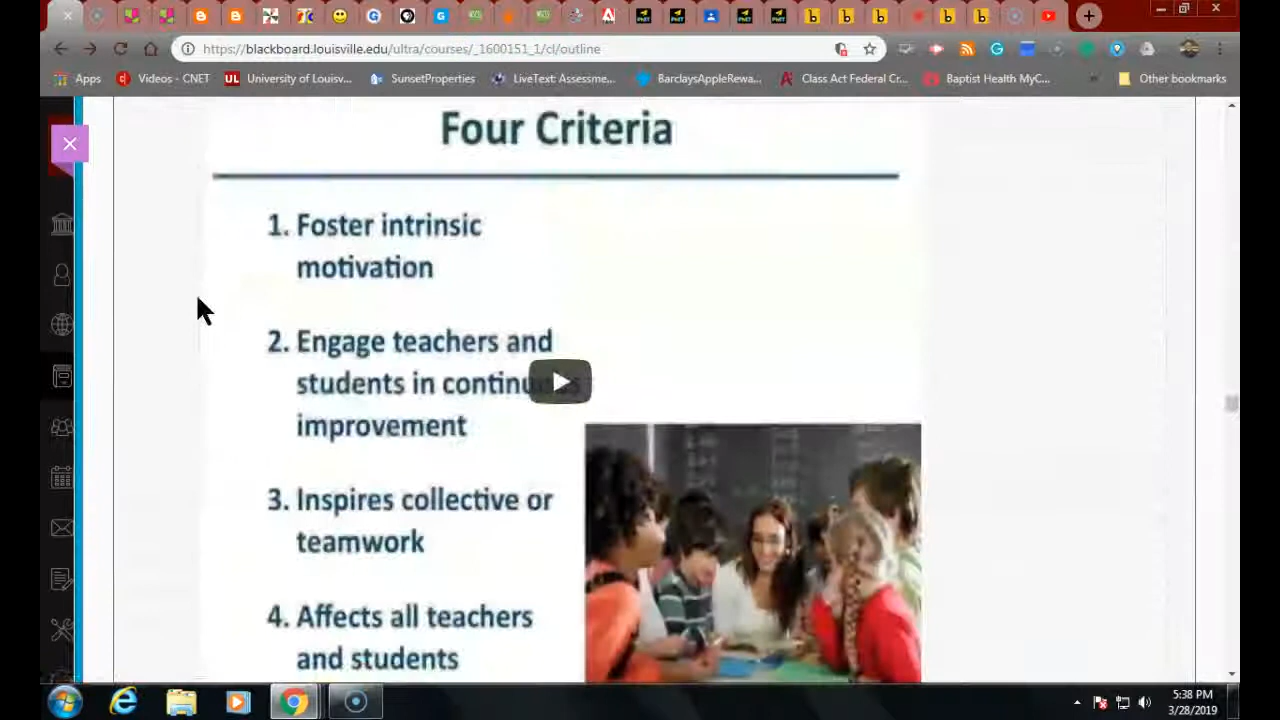 https://blackboard.louisville.edu/ultra/courses/_1600151_1/cl/outline
Apps
Videos - CNET
UL University of Louisv...
SunsetProperties
LiveText: Assessme...
BarclaysAppleRewa...
Class Act Federal Cr...
Baptist Health MyC...
»
Other bookmarks
Four Criteria
1. Foster intrinsic
motivation
2. Engage teachers and
students in continuous
improvement
3. Inspires collective or
teamwork
4. Affects all teachers
and students
5:38 PM
3/28/2019